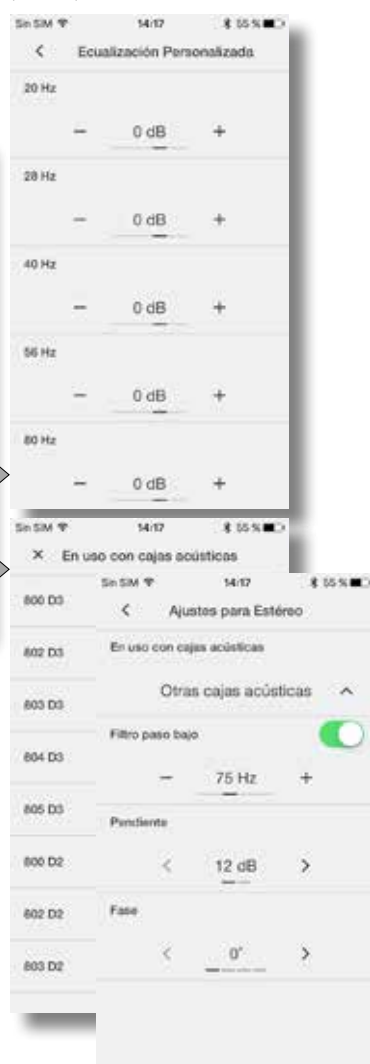 Sin SIM 14:17 55 %
Ecualización Personalizada
20 Hz
− 0 dB +
28 Hz
− 0 dB +
40 Hz
− 0 dB +
56 Hz
− 0 dB +
80 Hz
− 0 dB +
Sin SIM 14:17 55 %
× En uso con cajas acústicas
800 D3
802 D3
803 D3
804 D3
805 D3
800 D2
802 D2
803 D2
Sin SIM 14:17 55 %
< Ajustes para Estéreo
En uso con cajas acústicas
Otras cajas acústicas
Filtro paso bajo
− 75 Hz +
Pendiente
< 12 dB >
Fase
< 0° >